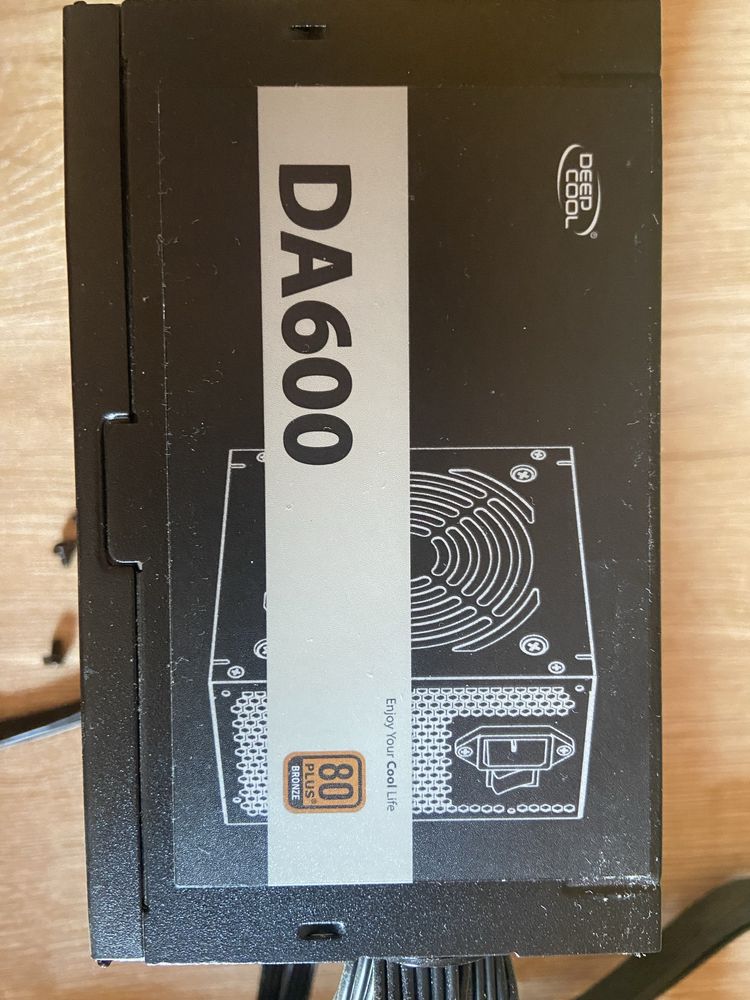 DEEP
COOL®
DA600
Enjoy Your Cool Life
80
PLUS®
BRONZE